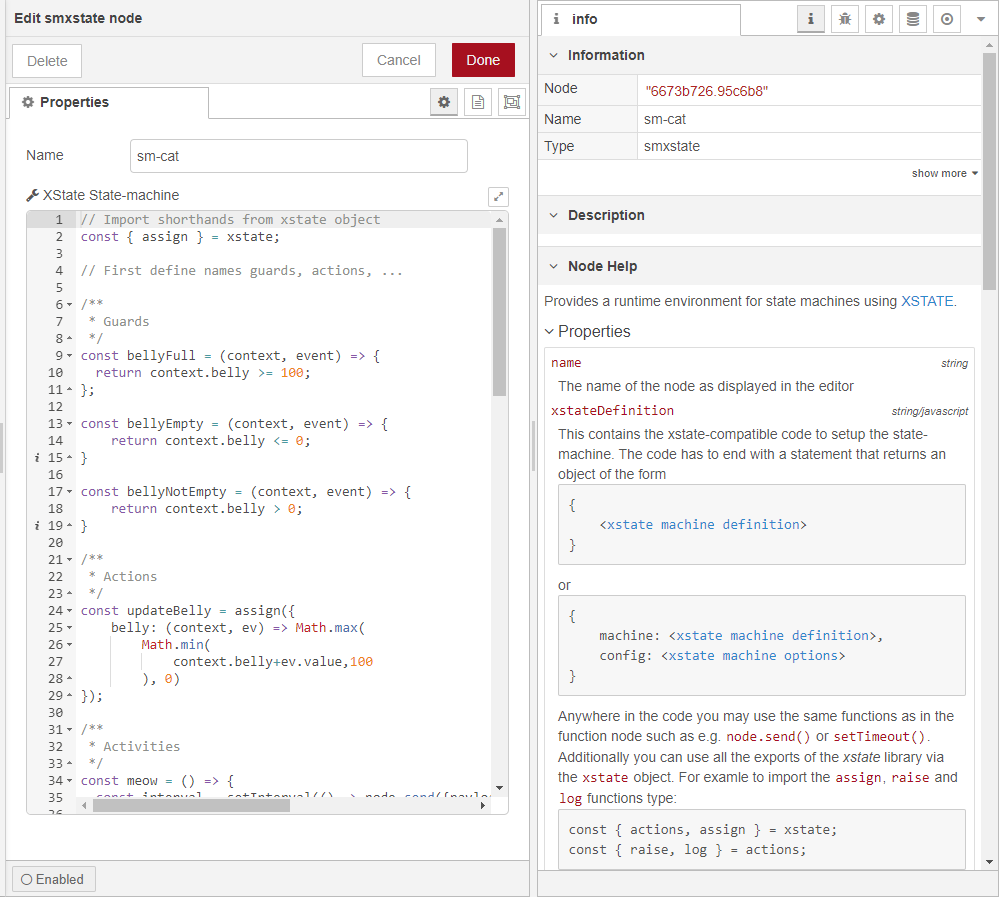 Edit smxstate node
Delete
Cancel
Done
Properties
Name
sm-cat
XState State-machine
1 // Import shorthands from xstate object
2 const { assign } = xstate;
3
4 // First define names guards, actions, ...
5
6 /**
7  * Guards
8  */
9 const bellyFull = (context, event) => {
10   return context.belly >= 100;
11 };
12
13 const bellyEmpty = (context, event) => {
14     return context.belly <= 0;
i 15 }
16
17 const bellyNotEmpty = (context, event) => {
18     return context.belly > 0;
i 19 }
20
21 /**
22  * Actions
23  */
24 const updateBelly = assign({
25     belly: (context, ev) => Math.max(
26         Math.min(
27             context.belly+ev.value,100
28         ), 0)
29 });
30
31 /**
32  * Activities
33  */
34 const meow = () => {
35   const interval = setInterval(() => node.send({paylo
36
Enabled
i info
i
Information
Node "6673b726.95c6b8"
Name sm-cat
Type smxstate
show more
Description
Node Help
Provides a runtime environment for state machines using XSTATE.
Properties
name string
The name of the node as displayed in the editor
xstateDefinition string/javascript
This contains the xstate-compatible code to setup the state-
machine. The code has to end with a statement that returns an
object of the form
{
    <xstate machine definition>
}
or
{
    machine: <xstate machine definition>,
    config: <xstate machine options>
}
Anywhere in the code you may use the same functions as in the
function node such as e.g. node.send() or setTimeout().
Additionally you can use all the exports of the xstate library via
the xstate object. For examle to import the assign, raise and
log functions type:
const { actions, assign } = xstate;
const { raise, log } = actions;